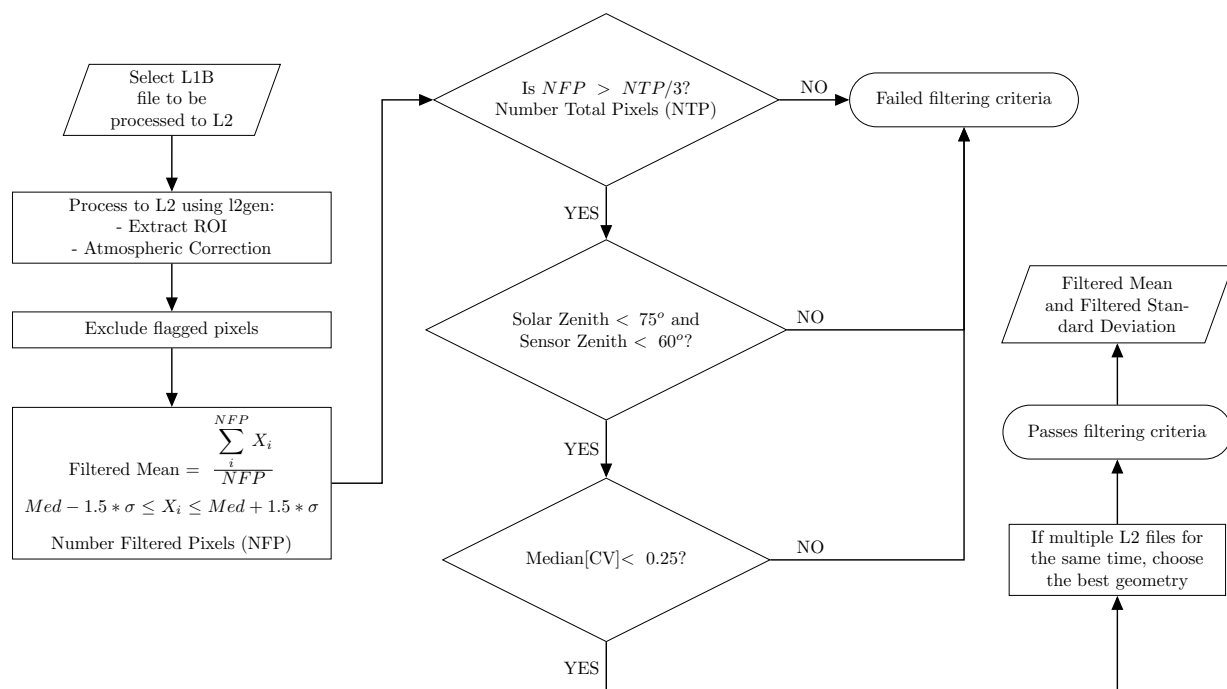 Select L1B
file to be
processed to L2
Process to L2 using l2gen:
- Extract ROI
- Atmospheric Correction
Exclude flagged pixels
Filtered Mean = \frac{\sum_{i}^{NFP} X_i}{NFP}
Med − 1.5 * σ ≤ X_i ≤ Med + 1.5 * σ
Number Filtered Pixels (NFP)
Is NFP > NTP/3?
Number Total Pixels (NTP)
NO
YES
Failed filtering criteria
Solar Zenith < 75° and
Sensor Zenith < 60°?
NO
YES
Median[CV]< 0.25?
NO
YES
If multiple L2 files for
the same time, choose
the best geometry
Passes filtering criteria
Filtered Mean
and Filtered Stan-
dard Deviation